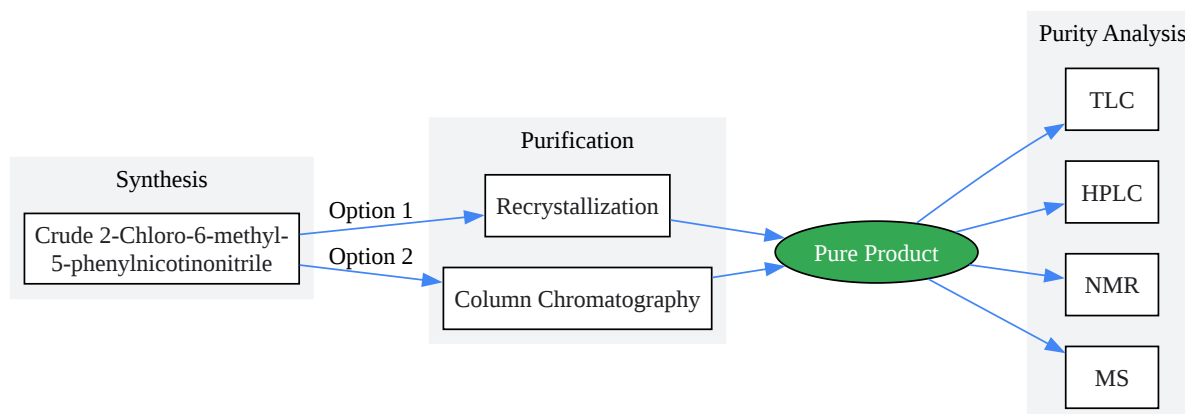 Synthesis
Crude 2-Chloro-6-methyl-
5-phenylnicotinonitrile
Option 1
Option 2
Purification
Recrystallization
Column Chromatography
Pure Product
Purity Analysis
TLC
HPLC
NMR
MS